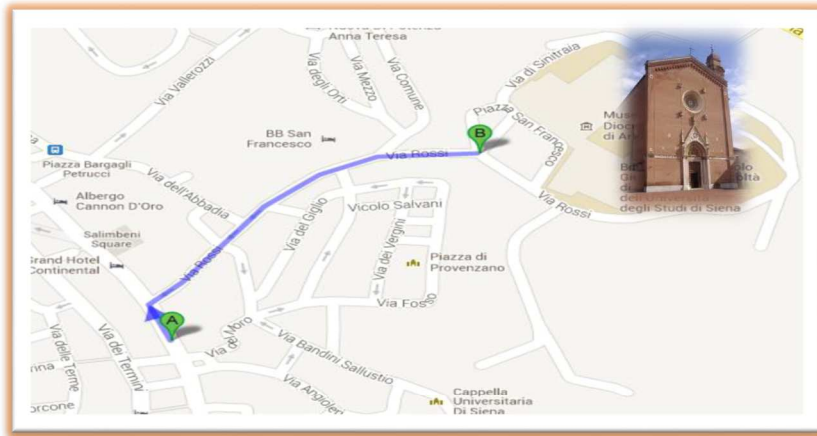 Anna Teresa
Via Vallerozzi
Via degli Orti
Via Mezzo
Via Comune
Via di Sinitraia
Piazza San Francesco
BB San
Francesco
B
Via Rossi
Piazza Bargagli
Petrucci
Via dell'Abbadia
Albergo
Cannon D'Oro
Salimbeni
Square
Grand Hotel
Continental
Via del Giglio
Vicolo Salvani
Via dei Vergini
Piazza di
Provenzano
Via Rossi
Via Rossi
degli Studi di Siena
A
Via del Moro
Via Fosso
Via delle Terme
Via dei Termini
Via Bandini Sallustio
Via Angiolieri
Cappella
Universitaria
Di Siena